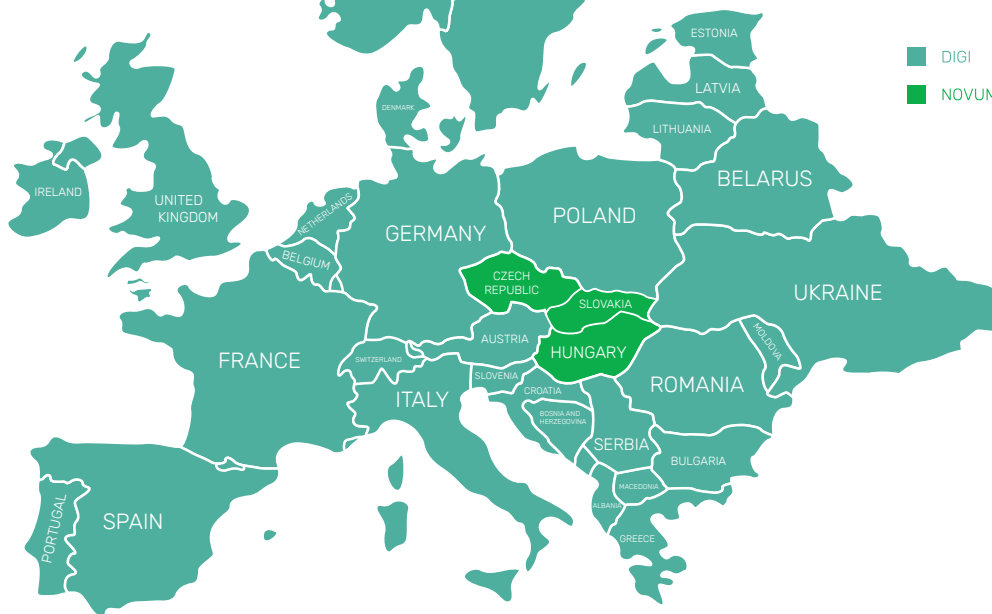 ESTONIA
DIGI
LATVIA
NOVUM
DENMARK
LITHUANIA
BELARUS
IRELAND
UNITED
KINGDOM
NETHERLANDS
POLAND
GERMANY
BELGIUM
CZECH
REPUBLIC
UKRAINE
SLOVAKIA
AUSTRIA
MOLDOVA
HUNGARY
FRANCE
SWITZERLAND
SLOVENIA
ROMANIA
CROATIA
ITALY
BOSNIA AND
HERZEGOVINA
SERBIA
BULGARIA
MACEDONIA
ALBANIA
PORTUGAL
SPAIN
GREECE